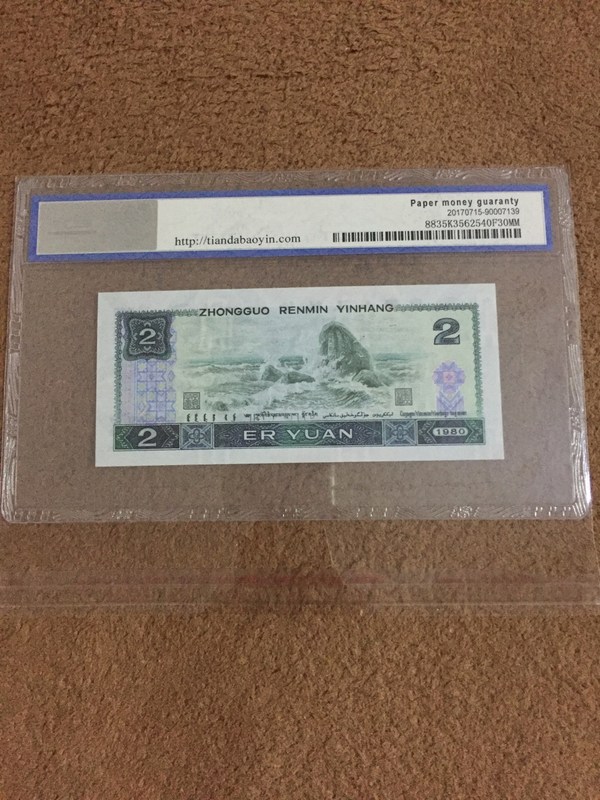 Paper money guaranty
20170715-90007139
8835K3562540F30MM
http://tiandabaoyin.com
ZHONGGUO RENMIN YINHANG
2
2
2
ER YUAN
1980